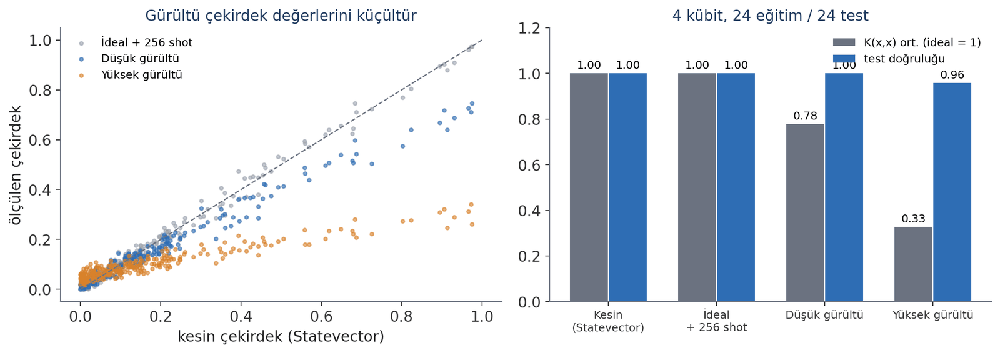 Gürültü çekirdek değerlerini küçültür
1.0
0.8
0.6
0.4
0.2
0.0
ölçülen çekirdek
İdeal + 256 shot
Düşük gürültü
Yüksek gürültü
0.0 0.2 0.4 0.6 0.8 1.0
kesin çekirdek (Statevector)
4 kübit, 24 eğitim / 24 test
1.2
1.0
0.8
0.6
0.4
0.2
0.0
K(x,x) ort. (ideal = 1)
test doğruluğu
1.00 1.00 1.00 1.00 0.78 1.00 0.33 0.96
Kesin
(Statevector)
İdeal
+ 256 shot
Düşük gürültü
Yüksek gürültü